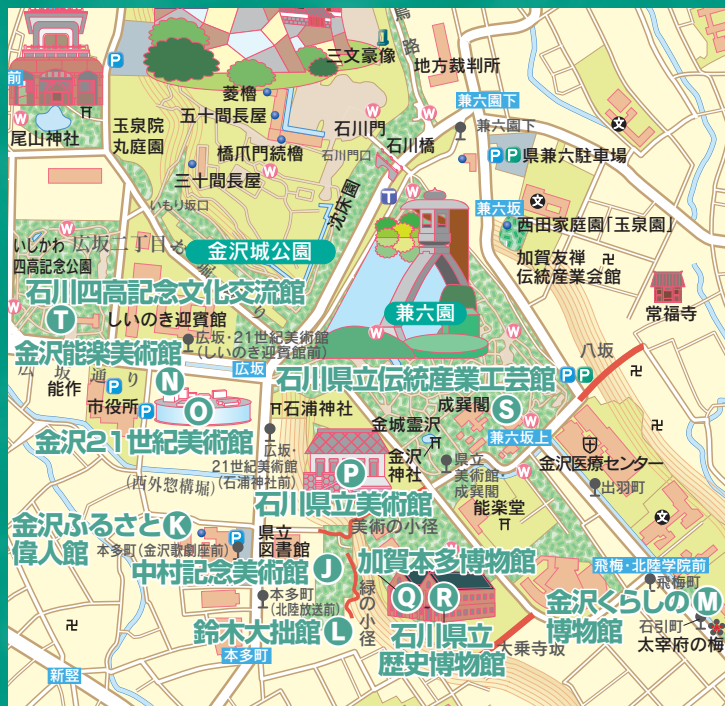 三文豪像
鳥
路
地方裁判所
P
前
菱櫓
W
兼六園下
五十間長屋
石川門
兼六園下
W
尾山神社
玉泉院
丸庭園
橋爪門続櫓
石川門口
石川橋
P P 県兼六駐車場
三十間長屋
W
T
W
いもり坂口
沈床園
兼六坂
西田家庭園「玉泉園」
W
いしかわ
四高記念公園
広坂二丁目
金沢城公園
加賀友禅
伝統産業会館
石川四高記念文化交流館
T
しいのき迎賓館
兼六園
常福寺
W
広坂・21世紀美術館
(しいのき迎賓館前)
W
W
八坂
金沢能楽美術館
N
広坂
石川県立伝統産業工芸館
P P
広
坂
通
り
能作
P
市役所
P
O
石浦神社
成巽閣
S
W
兼六坂上
金沢21世紀美術館
金城霊沢
広坂・
21世紀美術館
(石浦神社前)
P
金沢
神社
県立
美術館・
成巽閣
W
金沢医療センター
出羽町
(西外惣構堀)
石川県立美術館
能楽堂
金沢ふるさと
偉人館
K
P
県立
図書館
美術の小径
本多町(金沢歌劇座前)
加賀本多博物館
飛梅・北陸学院前
中村記念美術館
J
飛梅町
本多町
(北陸放送前)
緑の小径
Q R
金沢くらしの
博物館
M
鈴木大拙館
L
石川県立
歴史博物館
石引町
大乗寺坂
太宰府の梅
本多町
新竪